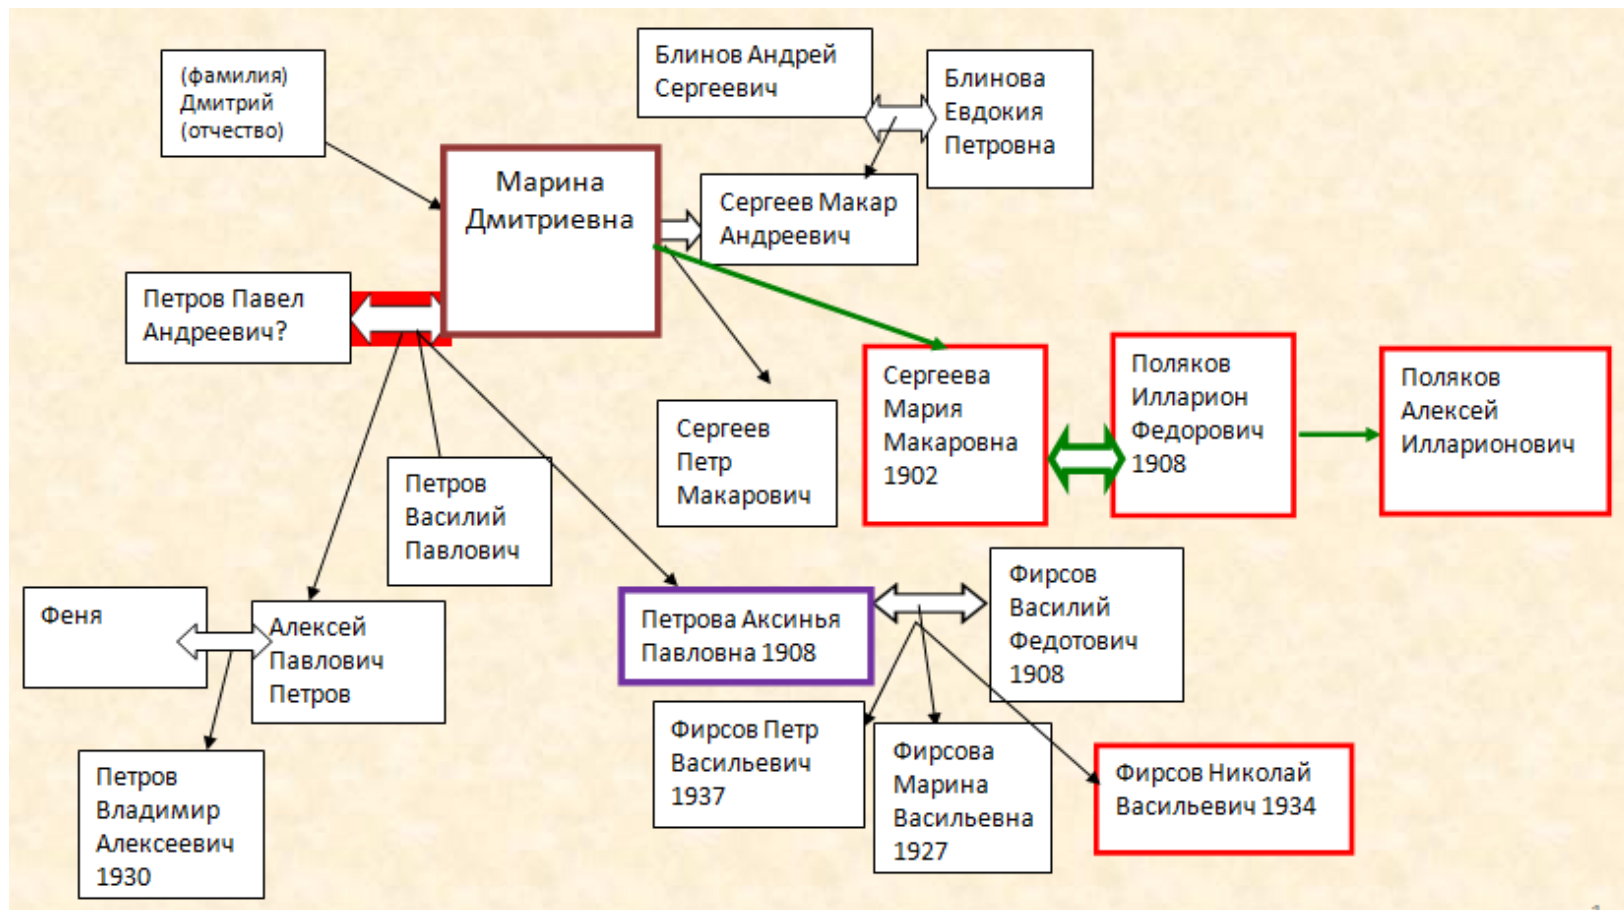 (фамилия)
Дмитрий
(отчество)
Блинов Андрей
Сергеевич
Блинова
Евдокия
Петровна
Марина
Дмитриевна
Сергеев Макар
Андреевич
Петров Павел
Андреевич?
Сергеева
Мария
Макаровна
1902
Поляков
Илларион
Федорович
1908
Поляков
Алексей
Илларионович
Сергеев
Петр
Макарович
Петров
Василий
Павлович
Феня
Алексей
Павлович
Петров
Петрова Аксинья
Павловна 1908
Фирсов
Василий
Федотович
1908
Петров
Владимир
Алексеевич
1930
Фирсов Петр
Васильевич
1937
Фирсова
Марина
Васильевна
1927
Фирсов Николай
Васильевич 1934